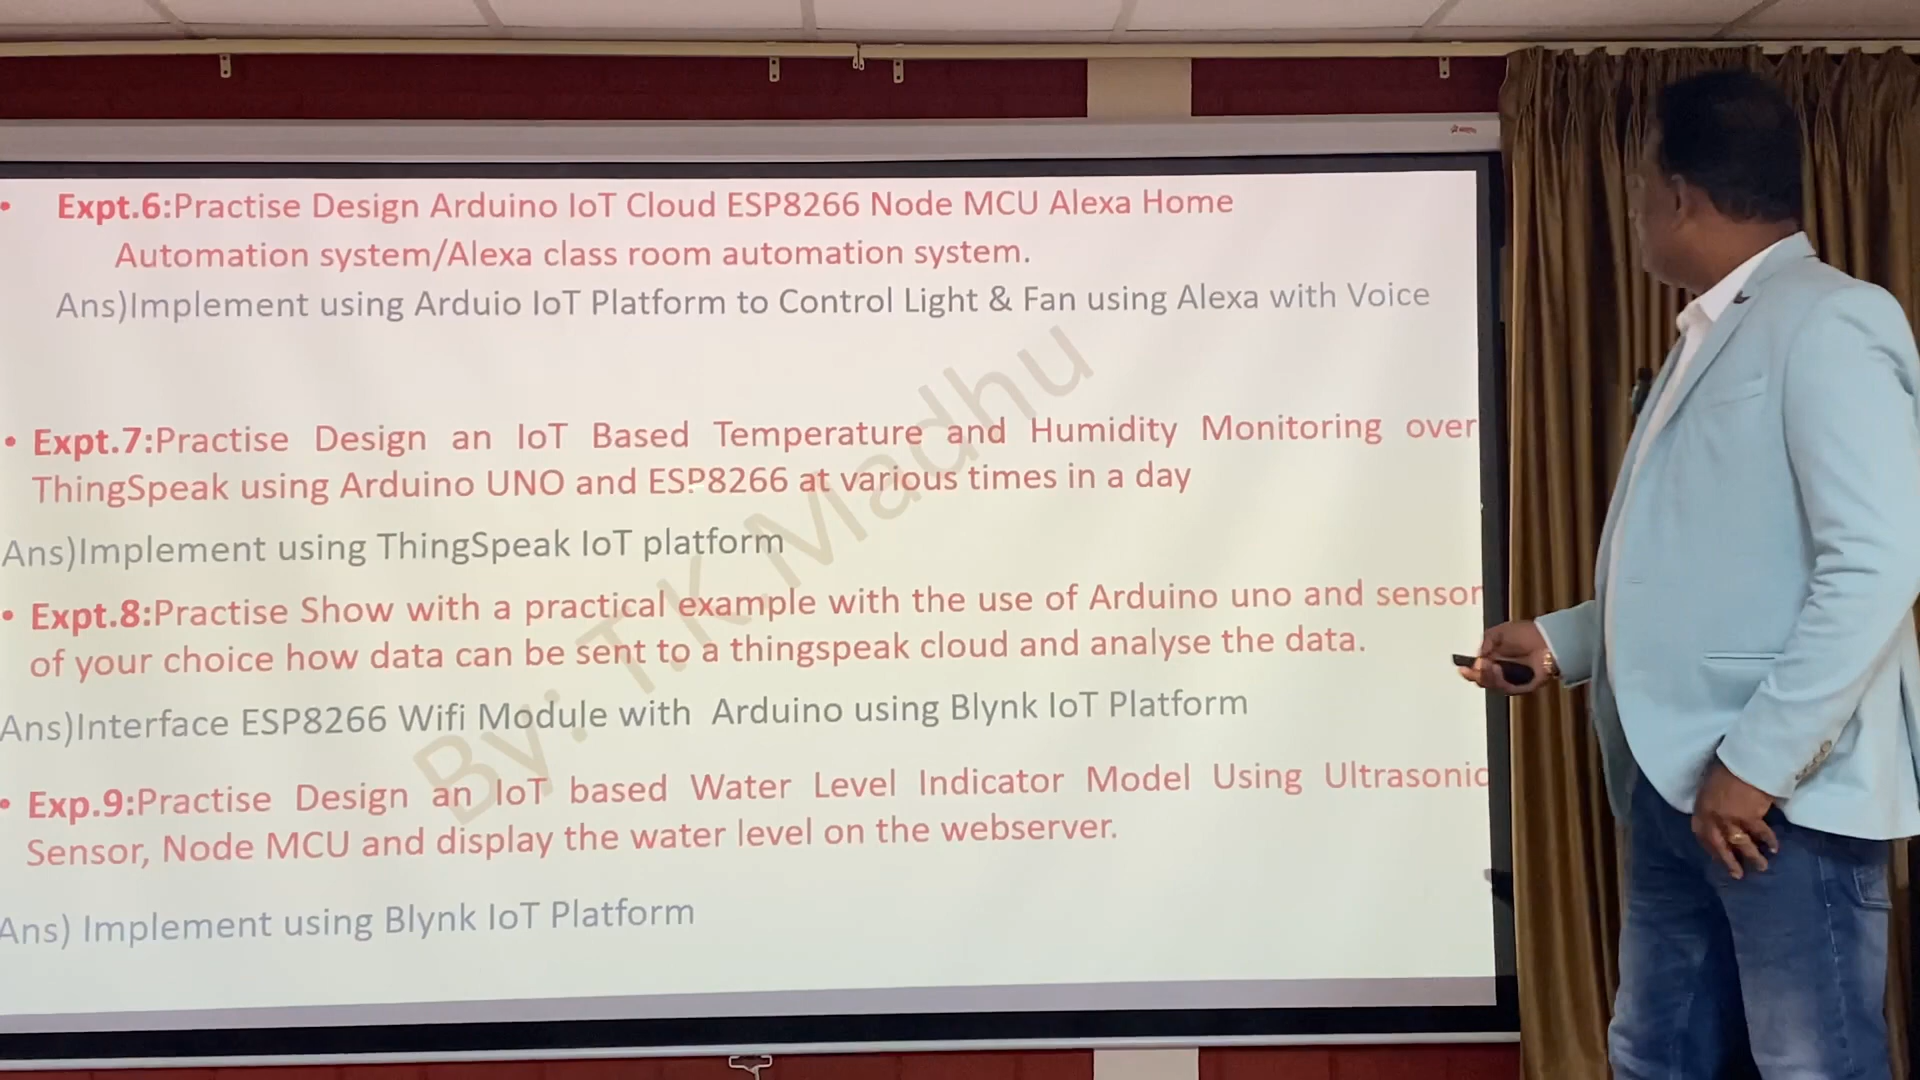 • Expt.6:Practise Design Arduino IoT Cloud ESP8266 Node MCU Alexa Home
Automation system/Alexa class room automation system.
Ans)Implement using Arduio IoT Platform to Control Light & Fan using Alexa with Voice
• Expt.7:Practise Design an IoT Based Temperature and Humidity Monitoring over
ThingSpeak using Arduino UNO and ESP8266 at various times in a day
Ans)Implement using ThingSpeak IoT platform
• Expt.8:Practise Show with a practical example with the use of Arduino uno and sensor
of your choice how data can be sent to a thingspeak cloud and analyse the data.
Ans)Interface ESP8266 Wifi Module with Arduino using Blynk IoT Platform
• Exp.9:Practise Design an IoT based Water Level Indicator Model Using Ultrasonic
Sensor, Node MCU and display the water level on the webserver.
Ans) Implement using Blynk IoT Platform
By: T.K.Madhu